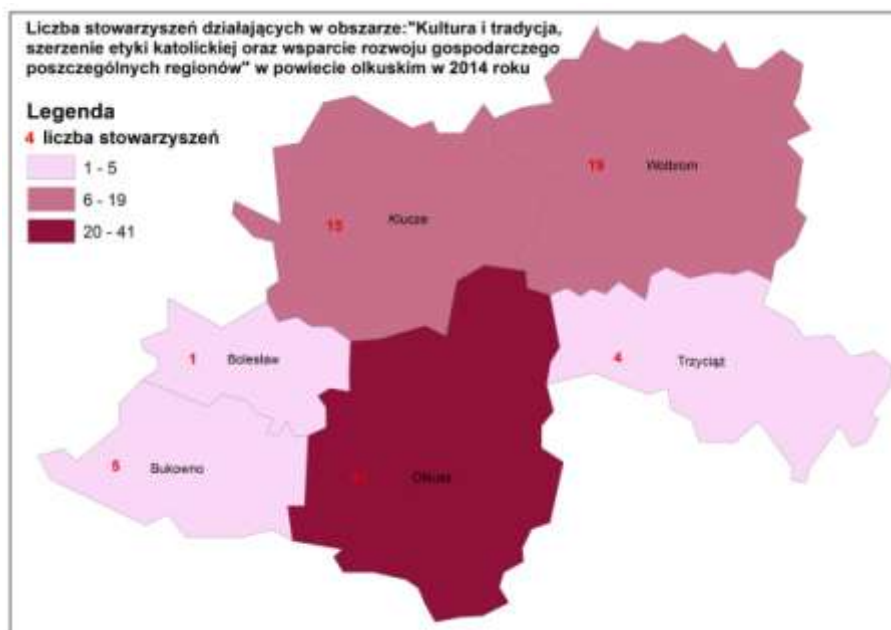 Liczba stowarzyszeń działających w obszarze:"Kultura i tradycja,
szerzenie etyki katolickiej oraz wsparcie rozwoju gospodarczego
poszczególnych regionów" w powiecie olkuskim w 2014 roku
Legenda
4 liczba stowarzyszeń
1 - 5
6 - 19
20 - 41
19 Wolbrom
Klucze
1 Bolesław
4 Trzyciąż
5 Bukowno
Olkusz